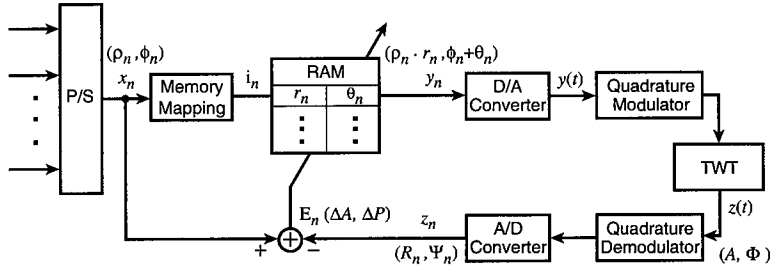 P/S
(ρₙ, ϕₙ)
xₙ
Memory
Mapping
iₙ
RAM
rₙ θₙ
(ρₙ · rₙ, ϕₙ+θₙ)
yₙ
D/A
Converter
y(t)
Quadrature
Modulator
TWT
z(t)
(A, Φ )
Quadrature
Demodulator
A/D
Converter
zₙ
(Rₙ, Ψₙ)
Eₙ (ΔA, ΔP)
+ + −